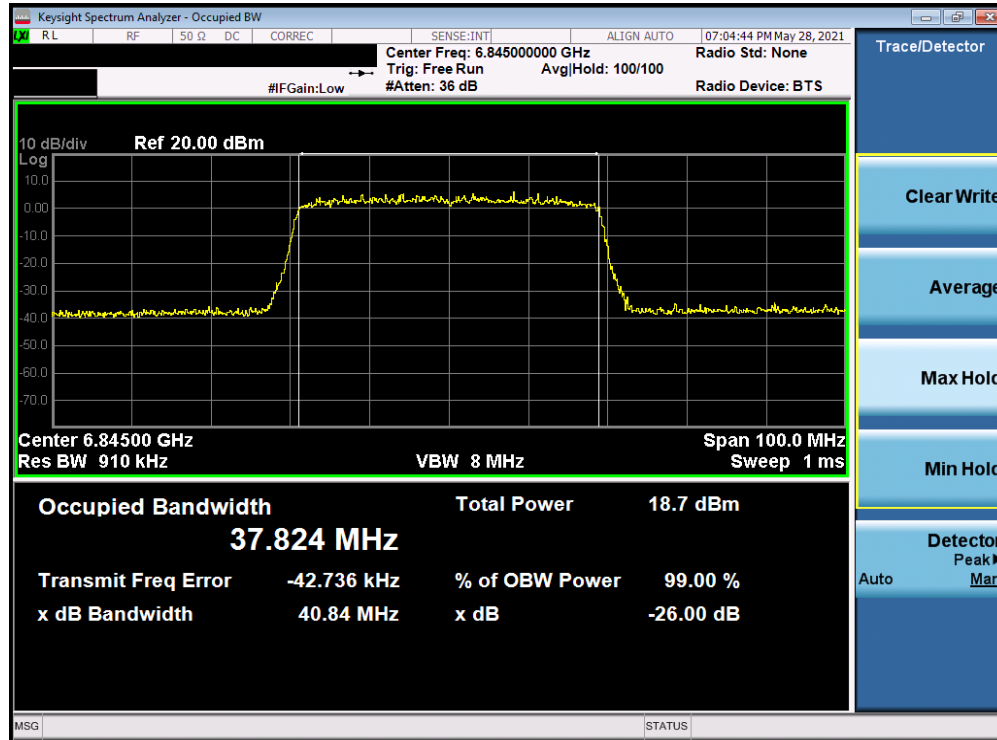 Keysight Spectrum Analyzer - Occupied BW
LXI RL RF 50 Ω DC CORREC SENSE:INT ALIGN AUTO 07:04:44 PM May 28, 2021
Center Freq: 6.845000000 GHz Radio Std: None
Trig: Free Run Avg|Hold: 100/100
#IFGain:Low #Atten: 36 dB Radio Device: BTS
Trace/Detector
10 dB/div Ref 20.00 dBm
Log
10.0
0.00
-10.0
-20.0
-30.0
-40.0
-50.0
-60.0
-70.0
Center 6.84500 GHz Span 100.0 MHz
Res BW 910 kHz VBW 8 MHz Sweep 1 ms
Occupied Bandwidth Total Power 18.7 dBm
37.824 MHz
Transmit Freq Error -42.736 kHz % of OBW Power 99.00 %
x dB Bandwidth 40.84 MHz x dB -26.00 dB
Clear Write
Average
Max Hold
Min Hold
Detector
Peak
Auto Man
MSG STATUS